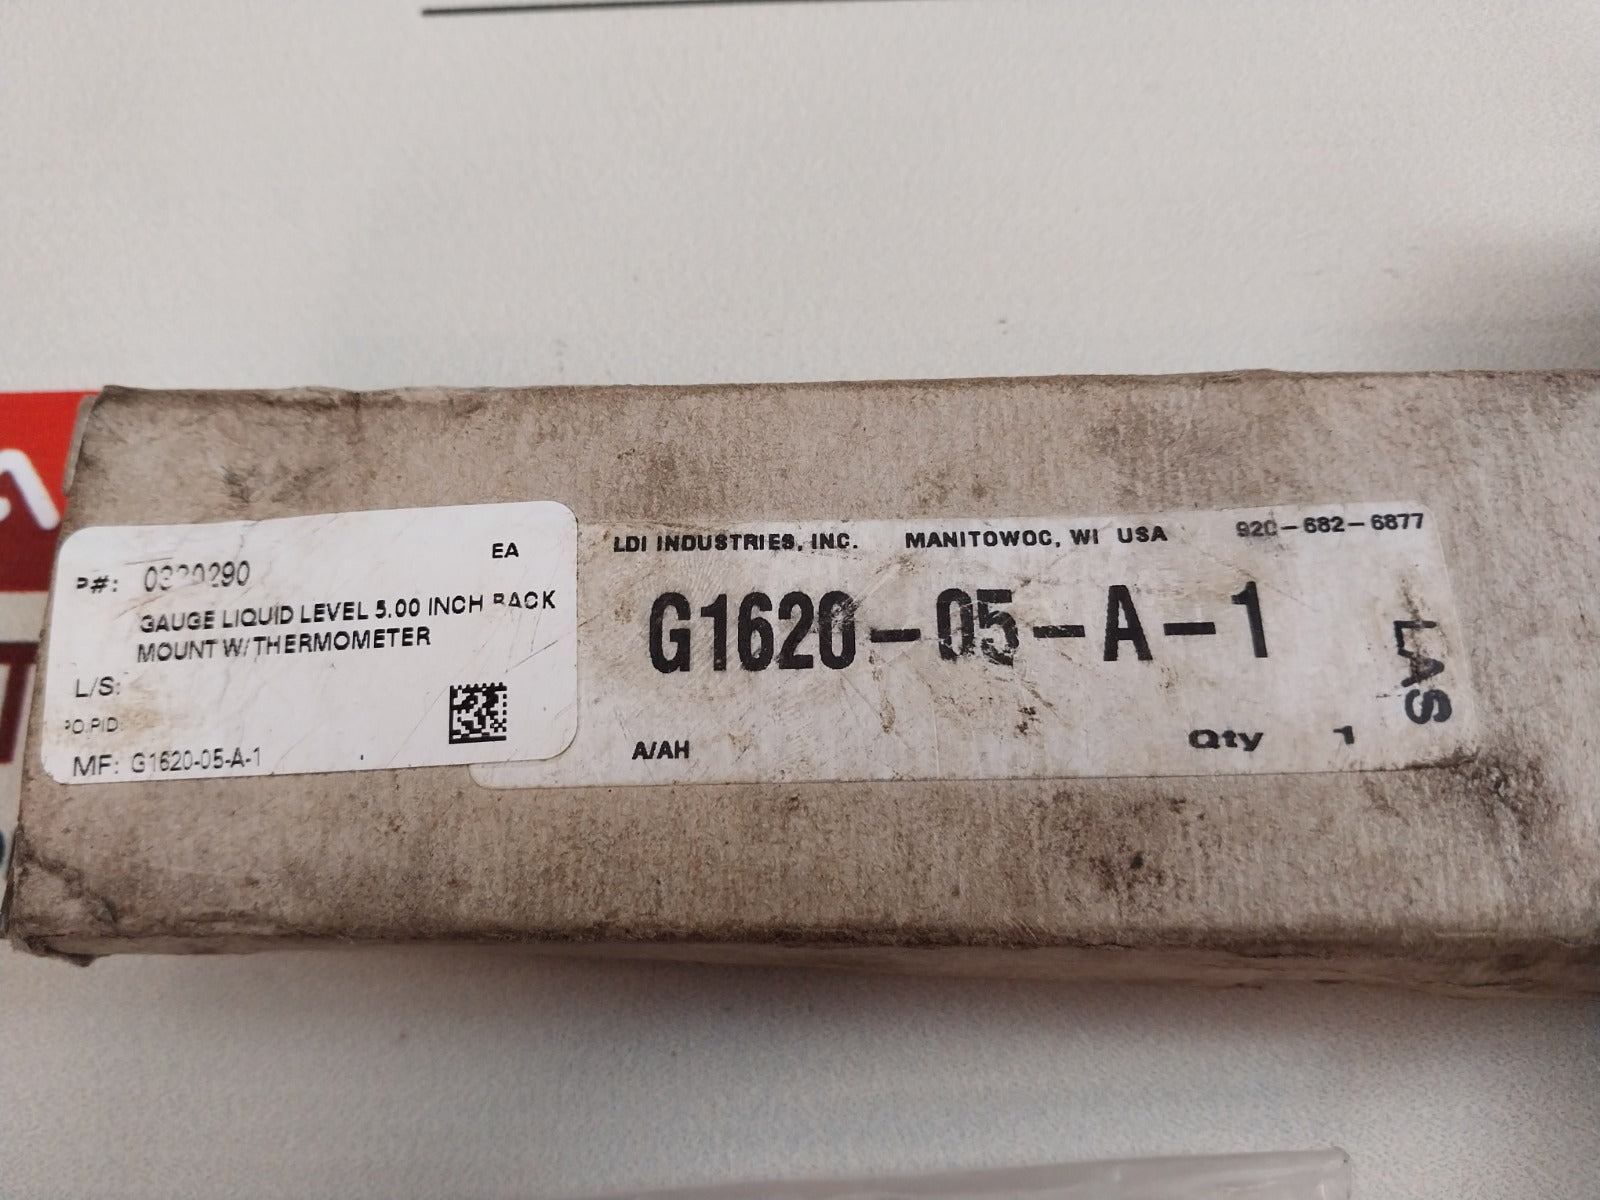 EA
P#: 0320290
GAUGE LIQUID LEVEL 5.00 INCH BACK
MOUNT W/THERMOMETER
L/S:
PO.PID
MF: G1620-05-A-1
LDI INDUSTRIES, INC. MANITOWOC, WI USA 920-682-6877
G1620-05-A-1
LAS
A/AH
Qty 1